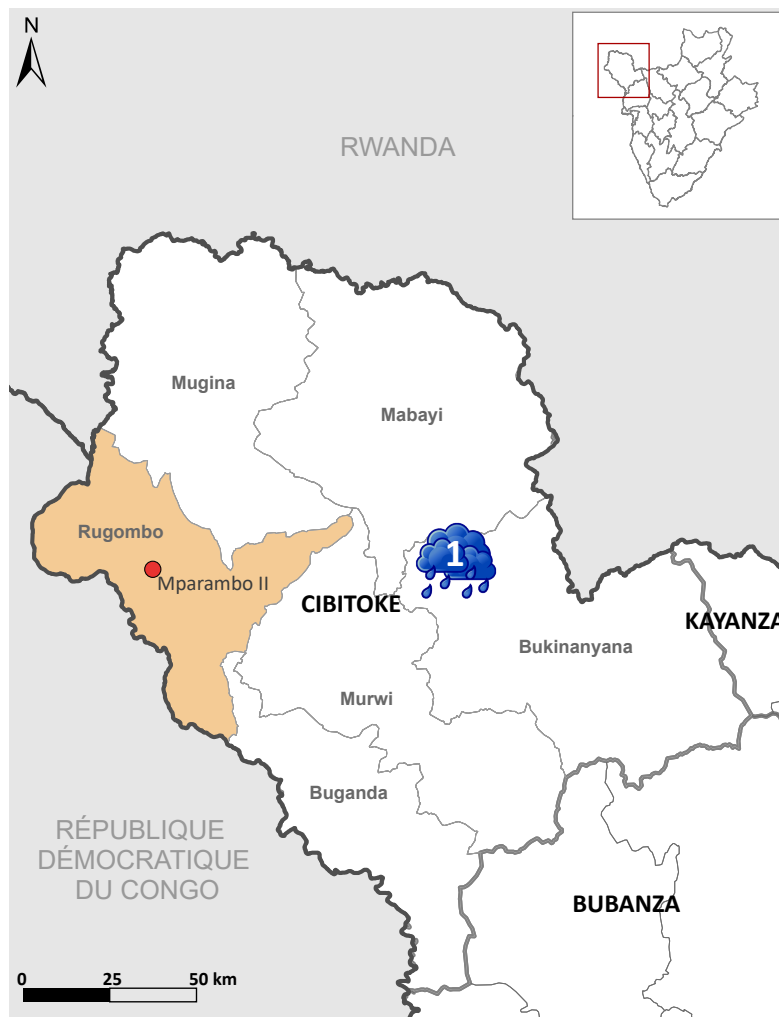 N
RWANDA
Mugina
Mabayi
Rugombo
1
Mparambo II
CIBITOKE
KAYANZA
Bukinanyana
Murwi
Buganda
RÉPUBLIQUE
DÉMOCRATIQUE
DU CONGO
BUBANZA
0 25 50 km